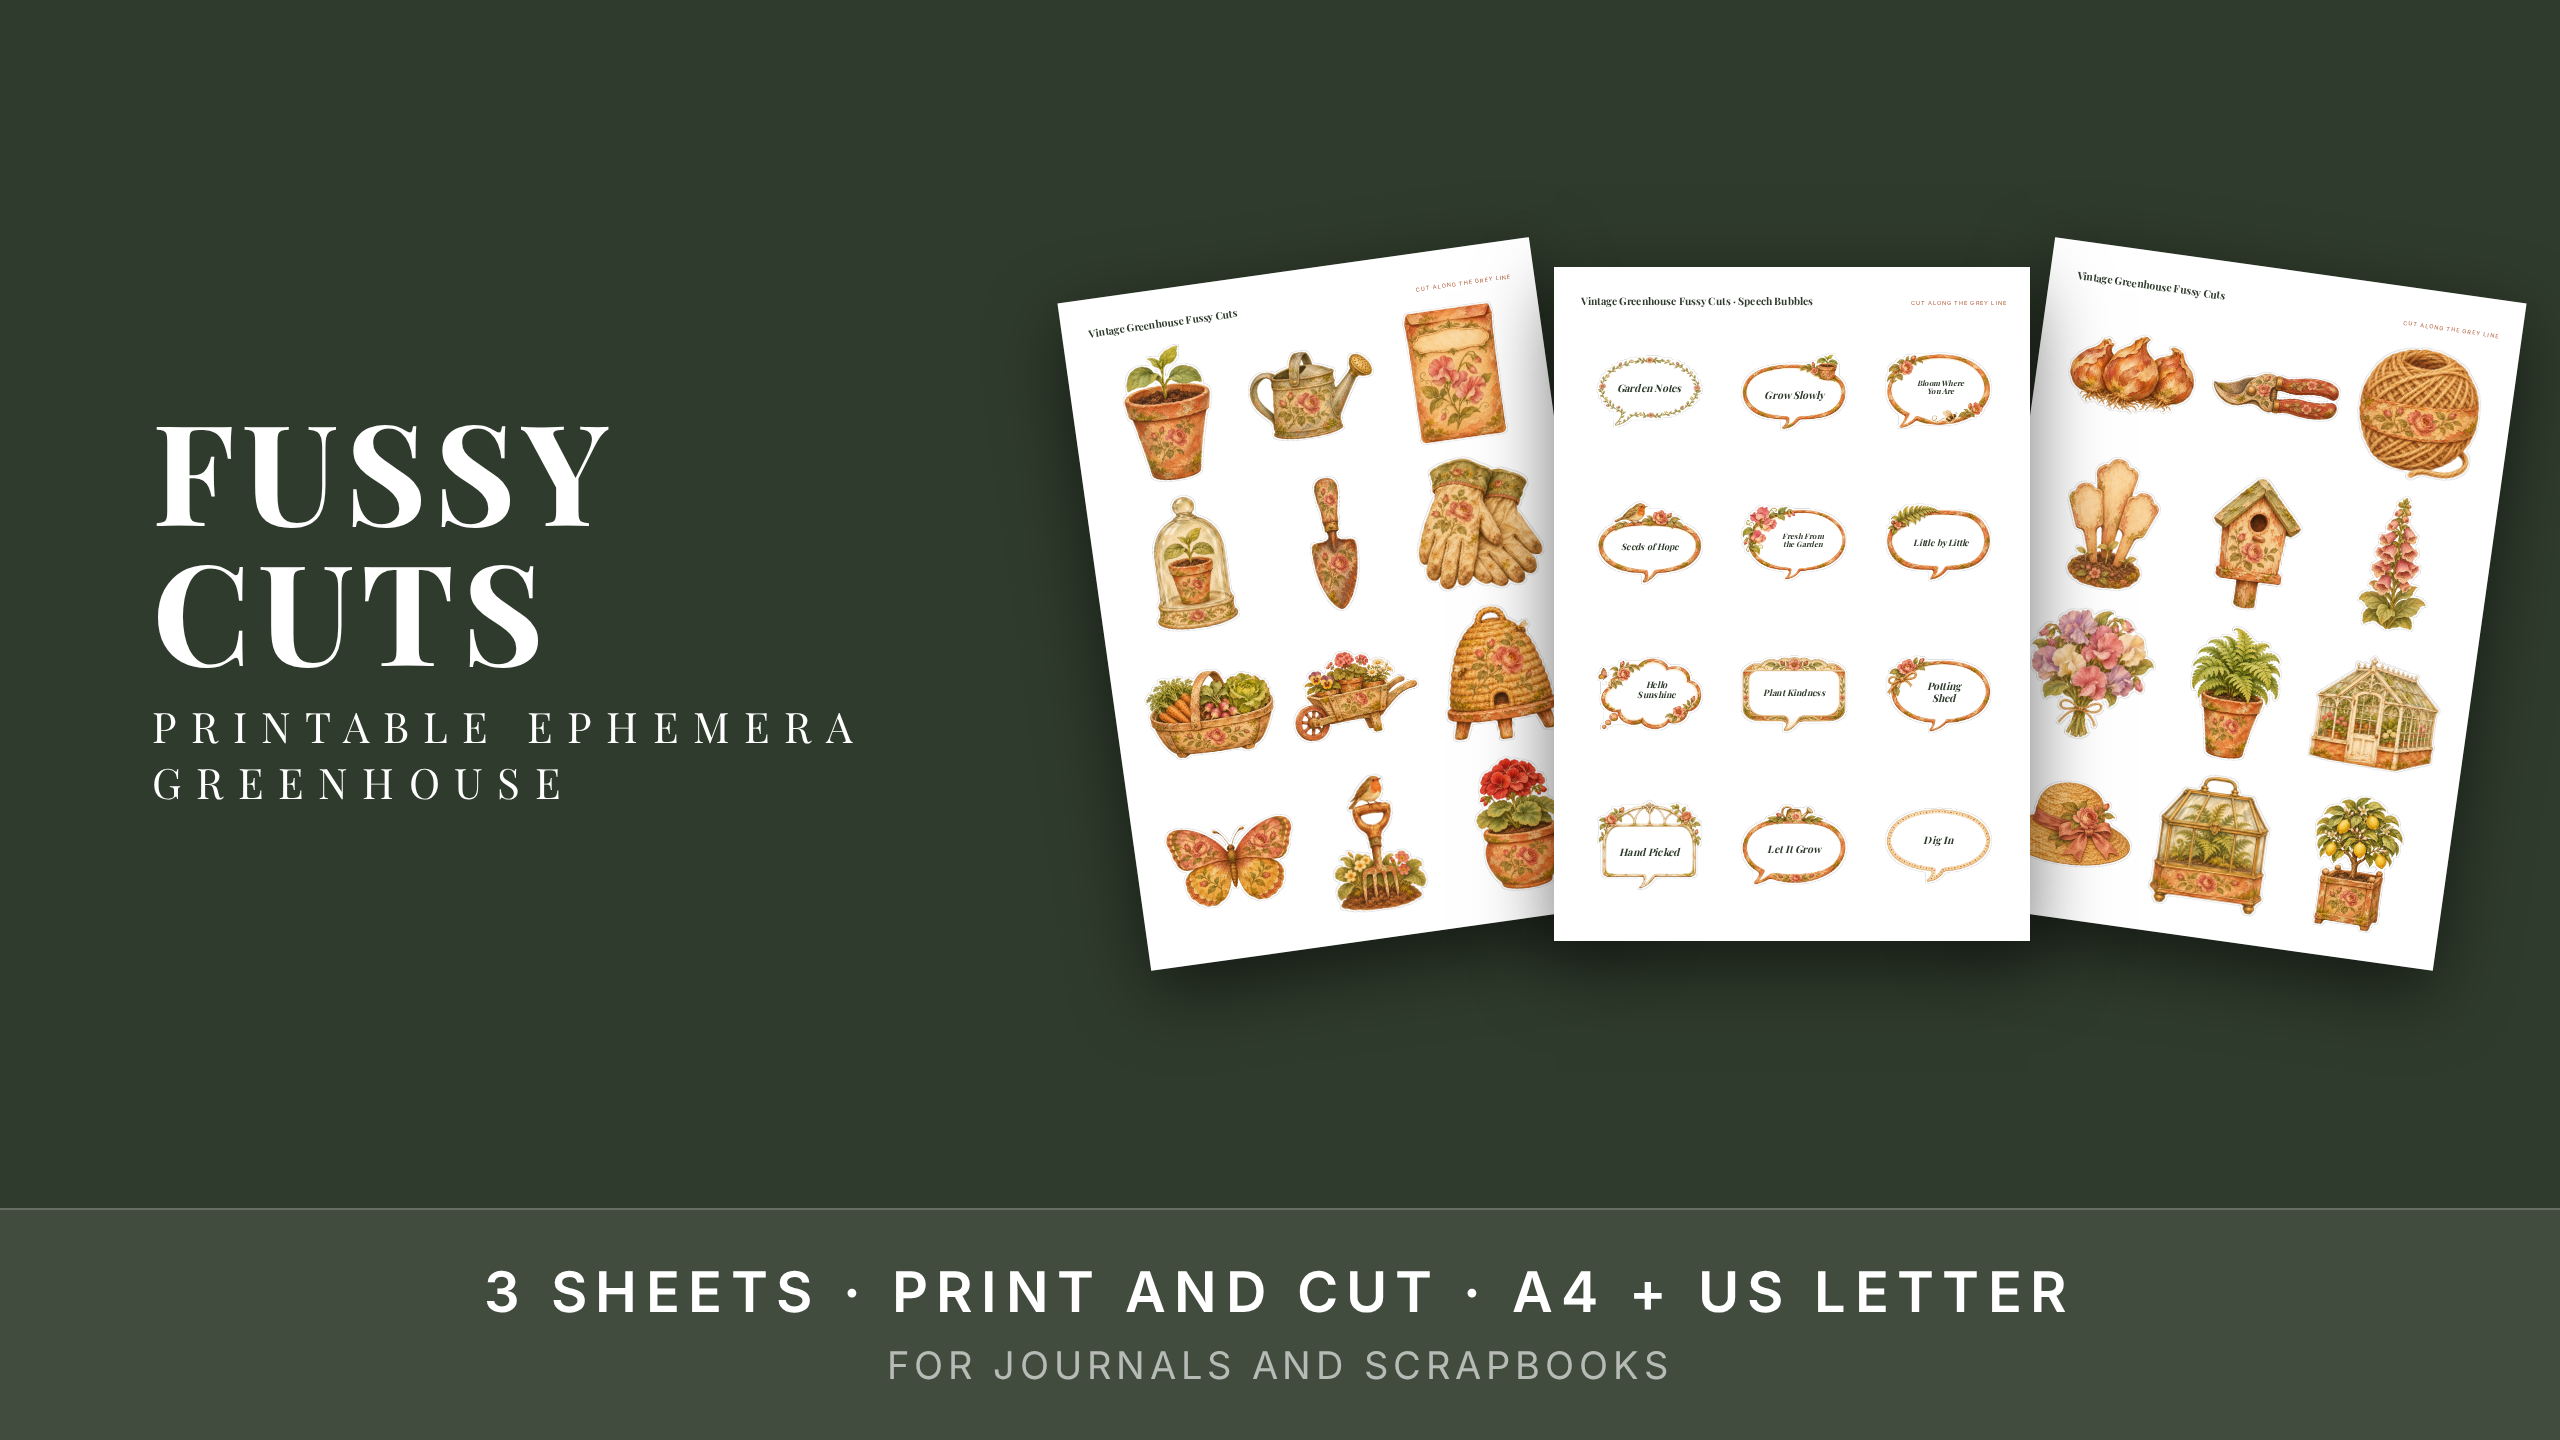 FUSSY
CUTS
PRINTABLE EPHEMERA
GREENHOUSE
Vintage Greenhouse Fussy Cuts
CUT ALONG THE GREY LINE
Vintage Greenhouse Fussy Cuts · Speech Bubbles
CUT ALONG THE GREY LINE
Garden Notes
Grow Slowly
Bloom Where
You Are
Seeds of Hope
Fresh From
the Garden
Little by Little
Hello
Sunshine
Plant Kindness
Potting
Shed
Hand Picked
Let It Grow
Dig In
Vintage Greenhouse Fussy Cuts
CUT ALONG THE GREY LINE
3 SHEETS · PRINT AND CUT · A4 + US LETTER
FOR JOURNALS AND SCRAPBOOKS